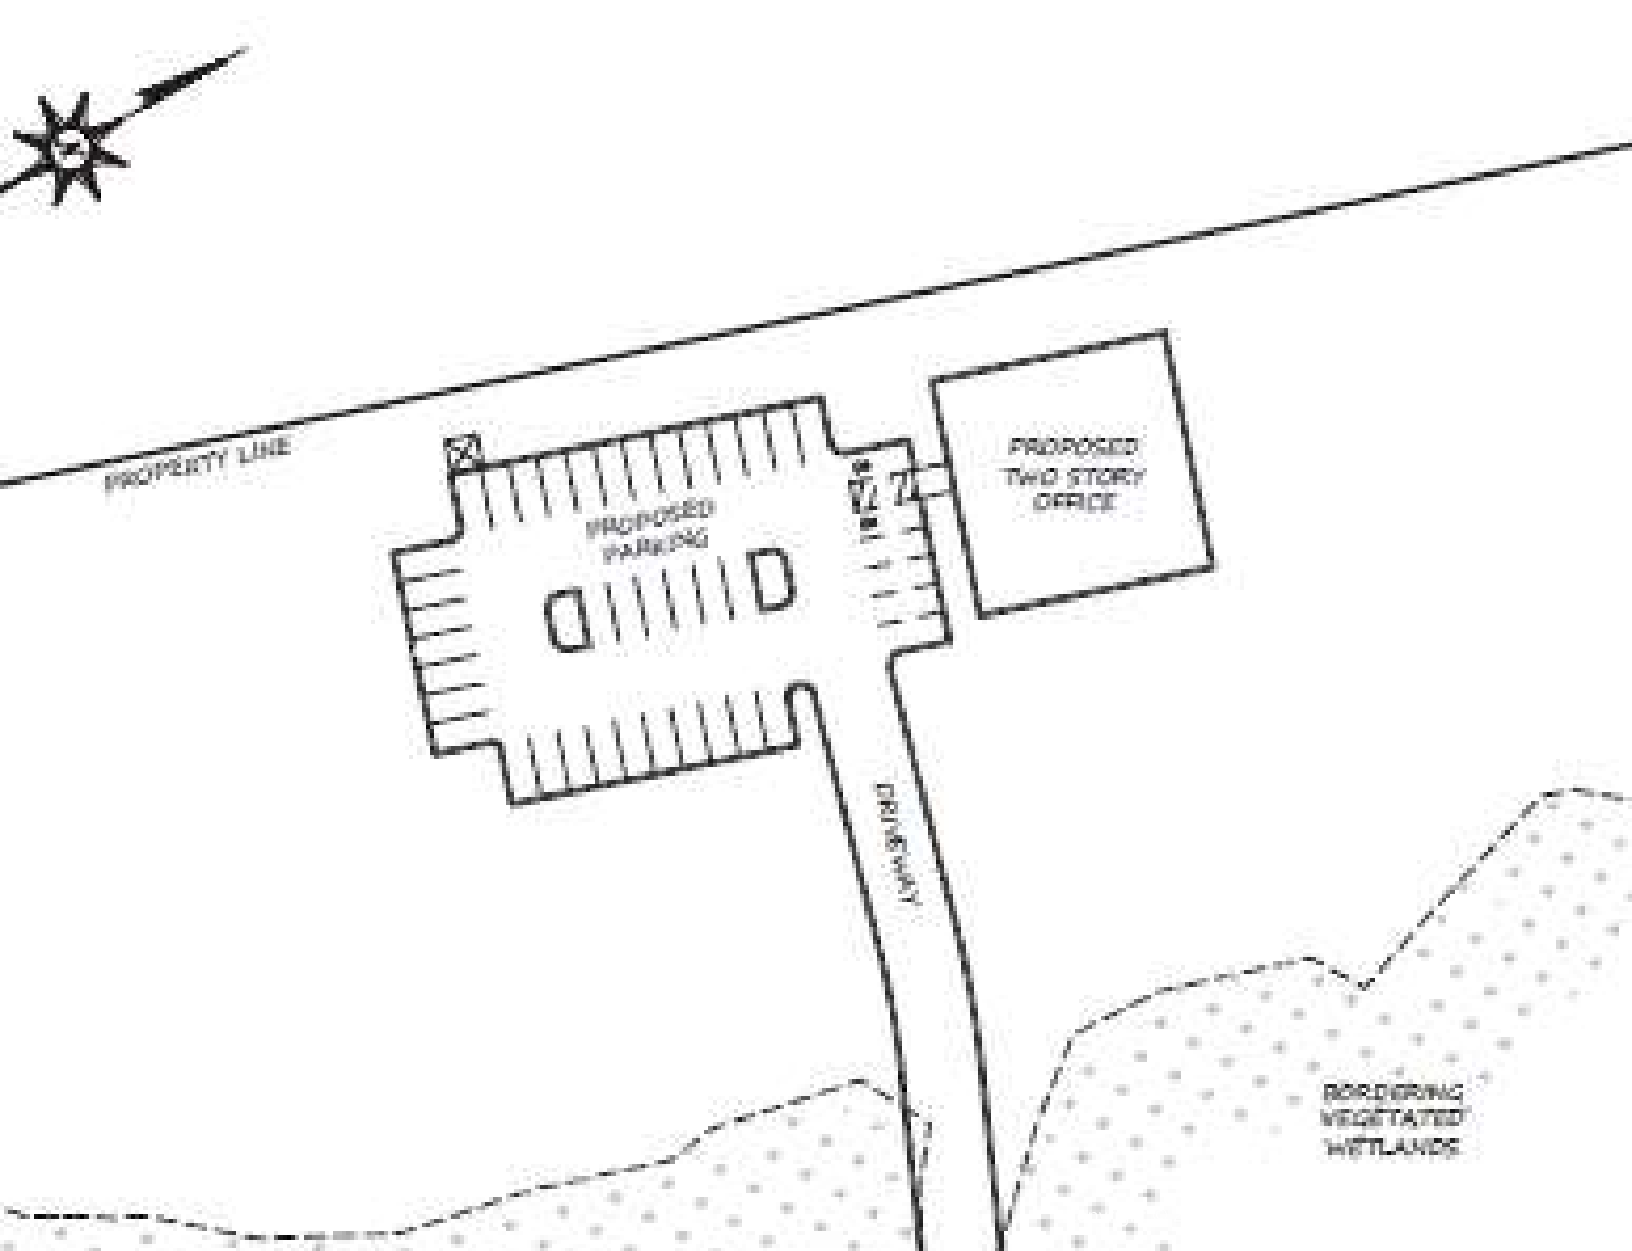 PROPERTY LINE
PROPOSED
TWO STORY
OFFICE
PROPOSED
PARKING
DRIVEWAY
BORDERING
VEGETATED
WETLANDS